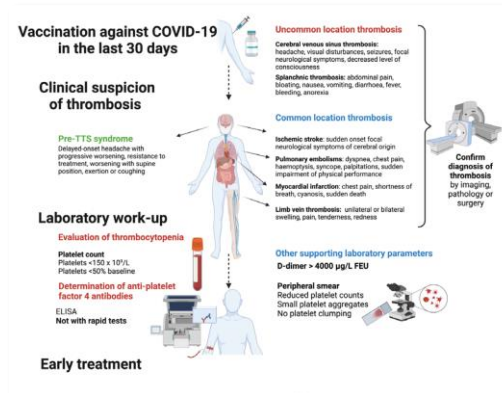 Vaccination against COVID-19
in the last 30 days
Clinical suspicion
of thrombosis
Pre-TTS syndrome
Delayed-onset headache with
progressive worsening, resistance to
treatment, worsening with supine
position, exertion or coughing
Uncommon location thrombosis
Cerebral venous sinus thrombosis:
headache, visual disturbances, seizures, focal
neurological symptoms, decreased level of
consciousness
Splanchnic thrombosis: abdominal pain,
bloating, nausea, vomiting, diarrhoea, fever,
bleeding, anorexia
Common location thrombosis
Ischemic stroke: sudden onset focal
neurological symptoms of cerebral origin
Pulmonary embolisms: dyspnea, chest pain,
haemoptysis, syncope, palpitations, sudden
impairment of physical performance
Myocardial infarction: chest pain, shortness of
breath, cyanosis, sudden death
Limb vein thrombosis: unilateral or bilateral
swelling, pain, tenderness, redness
Confirm
diagnosis of
thrombosis
by imaging,
pathology
or surgery
Laboratory work-up
Evaluation of thrombocytopenia
Platelet count
Platelets <150 x 10⁹/L
Platelets <50% baseline
Determination of anti-platelet
factor 4 antibodies
ELISA
Not with rapid tests
Other supporting laboratory parameters
D-dimer > 4000 µg/L FEU
Peripheral smear
Reduced platelet counts
Small platelet aggregates
No platelet clumping
Early treatment